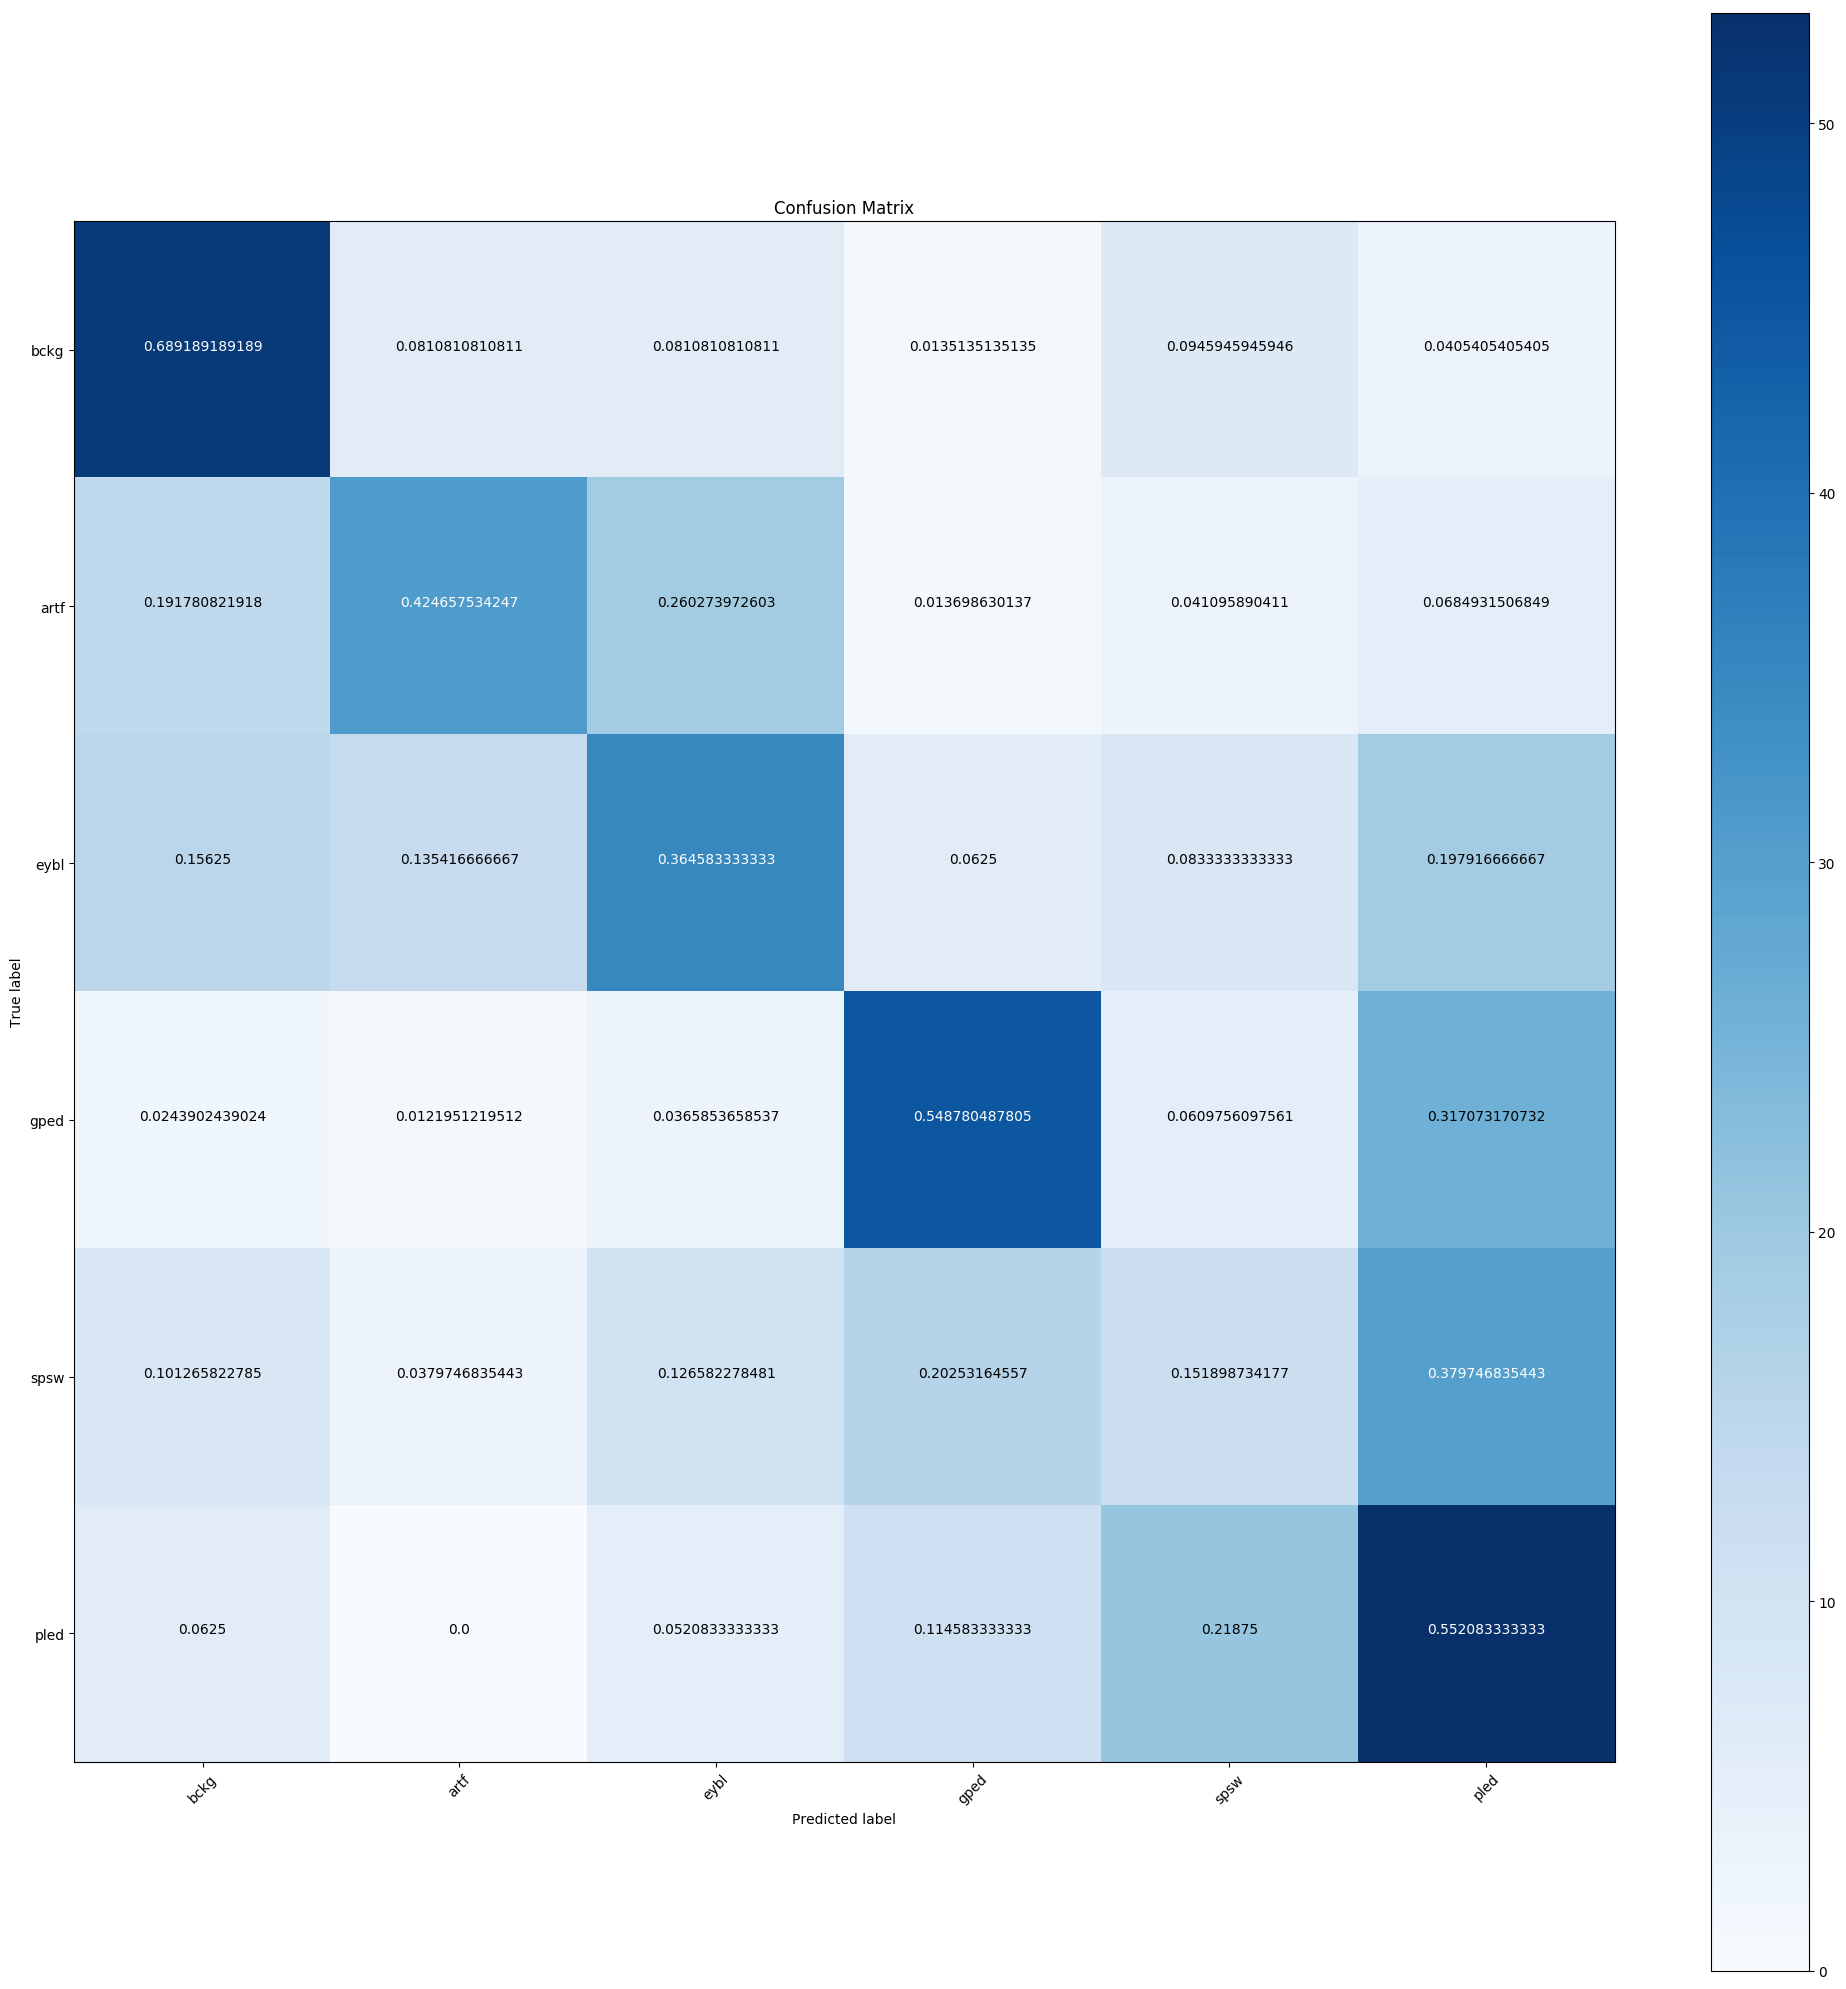 Confusion Matrix
bckg 0.689189189189 0.0810810810811 0.0810810810811 0.0135135135135 0.0945945945946 0.0405405405405
artf 0.191780821918 0.424657534247 0.260273972603 0.013698630137 0.041095890411 0.0684931506849
eybl 0.15625 0.135416666667 0.364583333333 0.0625 0.0833333333333 0.197916666667
True label
gped 0.0243902439024 0.0121951219512 0.0365853658537 0.548780487805 0.0609756097561 0.317073170732
spsw 0.101265822785 0.0379746835443 0.126582278481 0.20253164557 0.151898734177 0.379746835443
pled 0.0625 0.0 0.0520833333333 0.114583333333 0.21875 0.552083333333
bckg artf eybl gped spsw pled
Predicted label
50
40
30
20
10
0